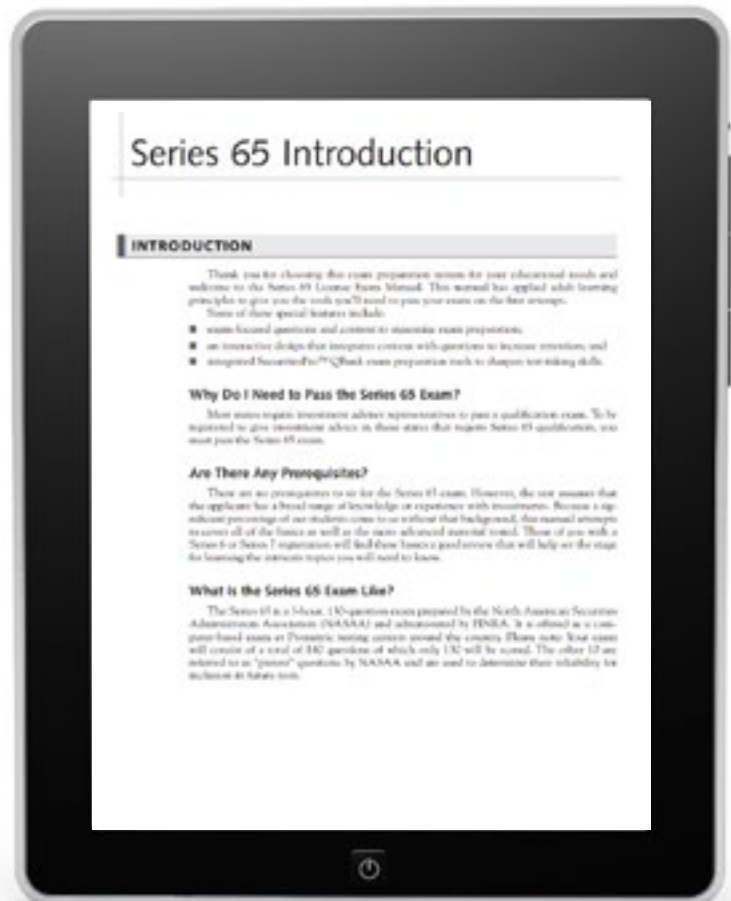 Series 65 Introduction
INTRODUCTION
Thank you for choosing this exam preparation system for your educational needs and
welcome to the Series 65 License Exam Manual. This manual has applied adult learning
principles to give you the tools you'll need to pass your exam on the first attempt.
Some of these special features include:
■ exam-focused questions and content to maximize exam preparation;
■ an interactive design that integrates content with questions to increase retention; and
■ integrated SecuritiesPro™ QBank exam preparation tools to sharpen test-taking skills.
Why Do I Need to Pass the Series 65 Exam?
Most states require investment adviser representatives to pass a qualification exam. To be
registered to give investment advice in those states that require Series 65 qualification, you
must pass the Series 65 exam.
Are There Any Prerequisites?
There are no prerequisites to sit for the Series 65 exam. However, the test assumes that
the applicant has a broad range of knowledge or experience with investments. Because a sig-
nificant percentage of our students come to us without that background, this manual attempts
to cover all of the basics as well as the more advanced material tested. Those of you with a
Series 6 or Series 7 registration will find these basics a good review that will help set the stage
for learning the intricate topics you will need to know.
What Is the Series 65 Exam Like?
The Series 65 is a 3-hour, 130-question exam prepared by the North American Securities
Administrators Association (NASAA) and administered by FINRA. It is offered as a com-
puter-based exam at Prometric testing centers around the country. Please note: Your exam
will consist of a total of 140 questions of which only 130 will be scored. The other 10 are
referred to as "pretest" questions by NASAA and are used to determine their reliability for
inclusion in future tests.